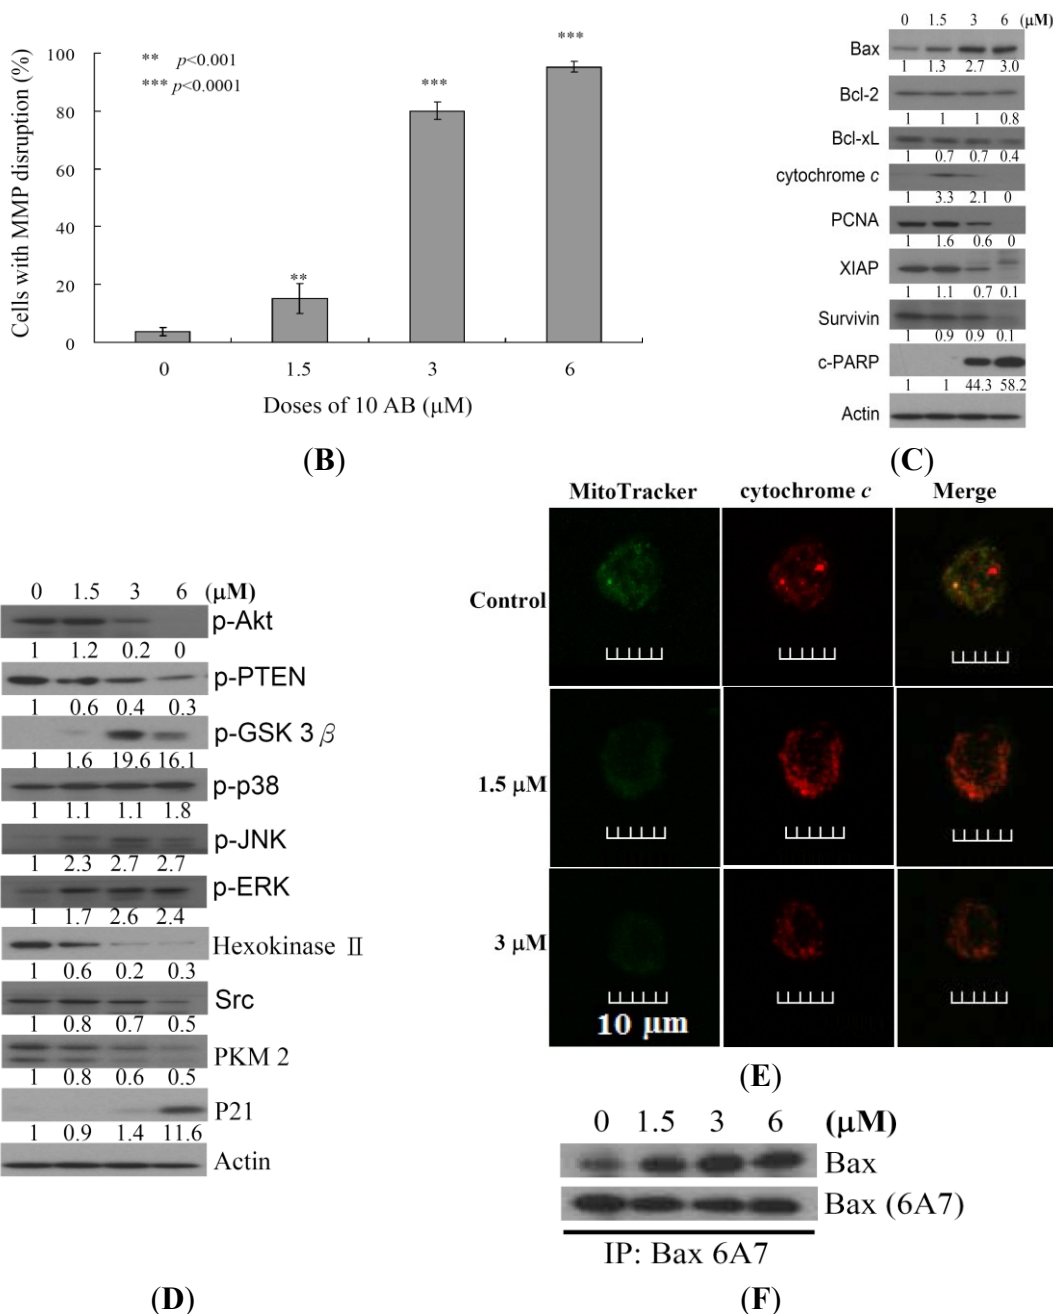 Cells with MMP disruption (%)
100
80
60
40
20
0
** p<0.001
*** p<0.0001
**
***
***
0 1.5 3 6
Doses of 10 AB (μM)
(B)
0 1.5 3 6 (μM)
Bax
1 1.3 2.7 3.0
Bcl-2
1 1 1 0.8
Bcl-xL
1 0.7 0.7 0.4
cytochrome c
1 3.3 2.1 0
PCNA
1 1.6 0.6 0
XIAP
1 1.1 0.7 0.1
Survivin
1 0.9 0.9 0.1
c-PARP
1 1 44.3 58.2
Actin
(C)
0 1.5 3 6 (μM)
p-Akt
1 1.2 0.2 0
p-PTEN
1 0.6 0.4 0.3
p-GSK 3 β
1 1.6 19.6 16.1
p-p38
1 1.1 1.1 1.8
p-JNK
1 2.3 2.7 2.7
p-ERK
1 1.7 2.6 2.4
Hexokinase Ⅱ
1 0.6 0.2 0.3
Src
1 0.8 0.7 0.5
PKM 2
1 0.8 0.6 0.5
P21
1 0.9 1.4 11.6
Actin
(D)
MitoTracker cytochrome c Merge
Control
1.5 μM
3 μM
10 μm
(E)
0 1.5 3 6 (μM)
Bax
Bax (6A7)
IP: Bax 6A7
(F)